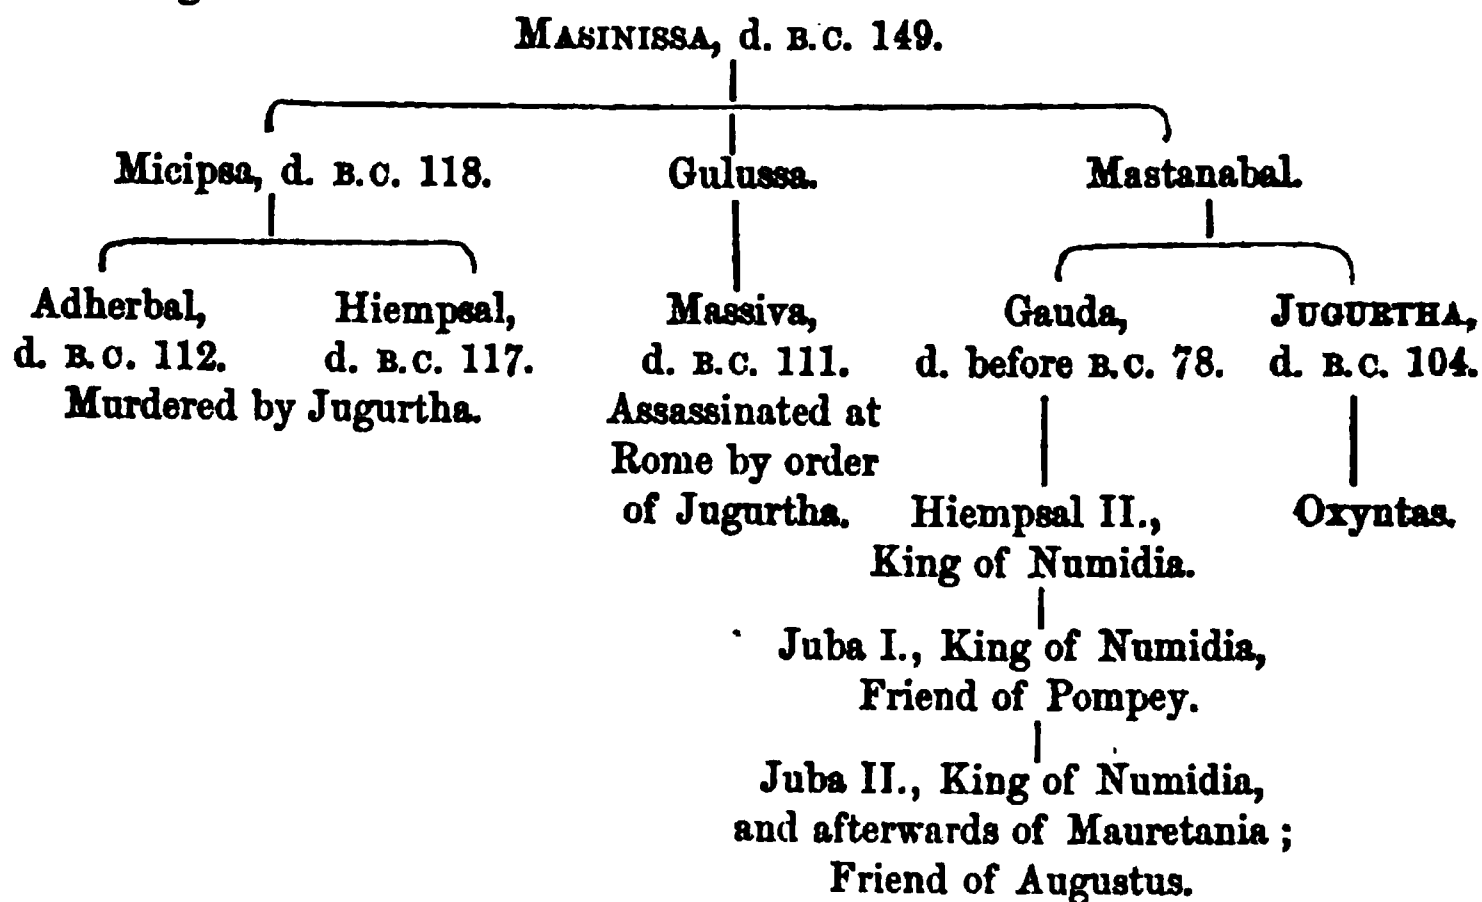 MASINISSA, d. B.C. 149.
Micipsa, d. B.C. 118. Gulussa. Mastanabal.
Adherbal, Hiempsal, Massiva, Gauda, JUGURTHA,
d. B.C. 112. d. B.C. 117. d. B.C. 111. d. before B.C. 78. d. B.C. 104.
Murdered by Jugurtha. Assassinated at
Rome by order
of Jugurtha. Hiempsal II., Oxyntas.
King of Numidia.
Juba I., King of Numidia,
Friend of Pompey.
Juba II., King of Numidia,
and afterwards of Mauretania ;
Friend of Augustus.